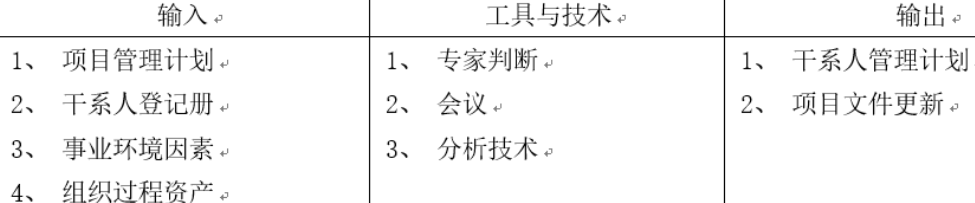 输入 工具与技术 输出
1、 项目管理计划 1、 专家判断 1、 干系人管理计划
2、 干系人登记册 2、 会议 2、 项目文件更新
3、 事业环境因素 3、 分析技术
4、 组织过程资产